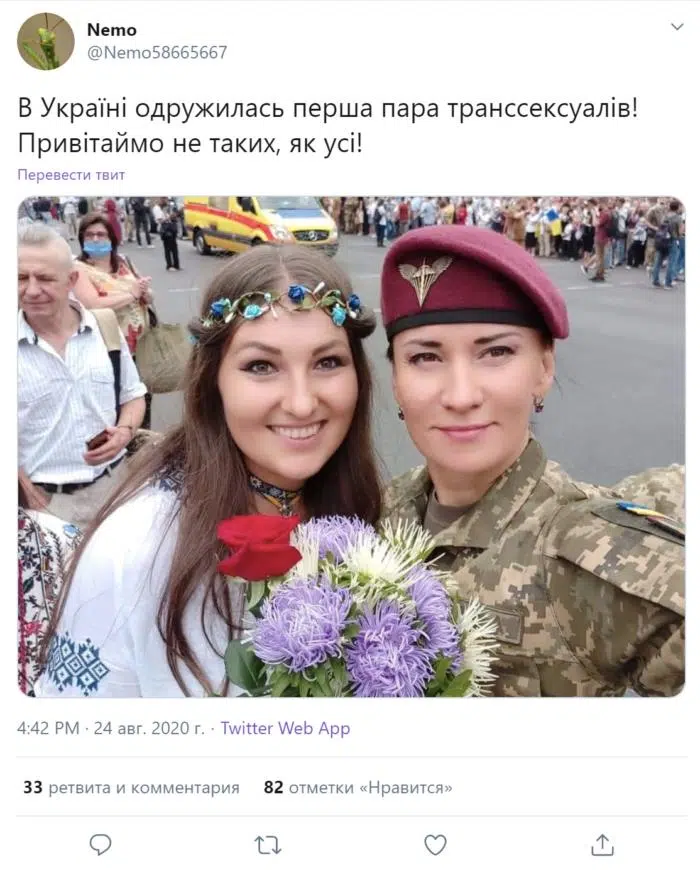 Nemo
@Nemo58665667
В Україні одружилась перша пара транссексуалів!
Привітаймо не таких, як усі!
Перевести твит
4:42 PM · 24 авг. 2020 г. · Twitter Web App
33 ретвита и комментария 82 отметки «Нравится»